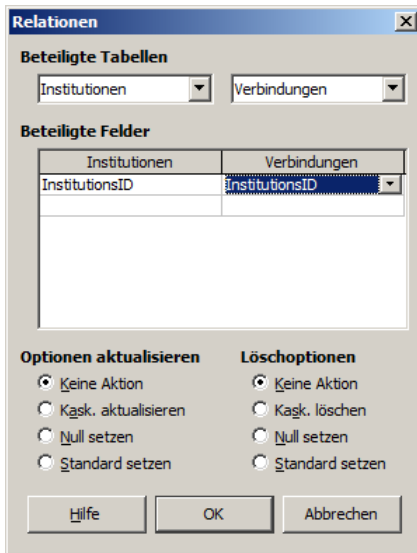 Relationen
Beteiligte Tabellen
Institutionen Verbindungen
Beteiligte Felder
Institutionen Verbindungen
InstitutionsID InstitutionsID
Optionen aktualisieren Löschoptionen
Keine Aktion Keine Aktion
Kask. aktualisieren Kask. löschen
Null setzen Null setzen
Standard setzen Standard setzen
Hilfe OK Abbrechen